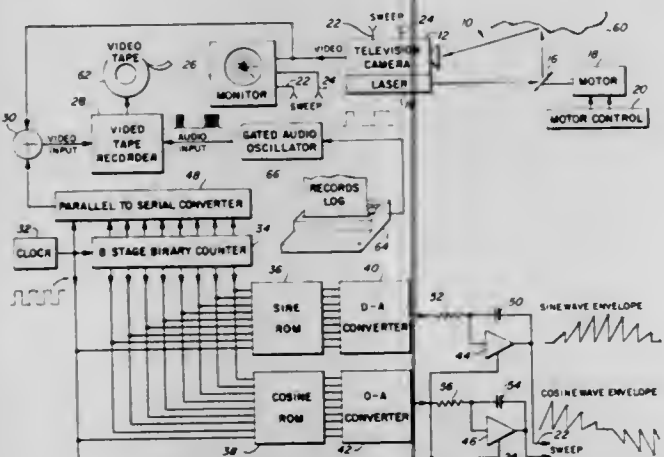 22
SWEEP
24
12
10
60
VIDEO
TAPE
62
26
MONITOR
VIDEO
TELEVISION
CAMERA
LASER
16
18
MOTOR
20
MOTOR CONTROL
22
24
SWEEP
28
30
VIDEO
INPUT
VIDEO
TAPE
RECORDER
AUDIO
INPUT
GATED AUDIO
OSCILLATOR
66
RECORDS
LOG
64
48
PARALLEL TO SERIAL CONVERTER
32
CLOCK
8 STAGE BINARY COUNTER
34
36
SINE
ROM
40
D-A
CONVERTER
52
50
44
SINEWAVE ENVELOPE
COSINE
ROM
38
D-A
CONVERTER
42
56
54
46
COSINEWAVE ENVELOPE
22
SWEEP
24